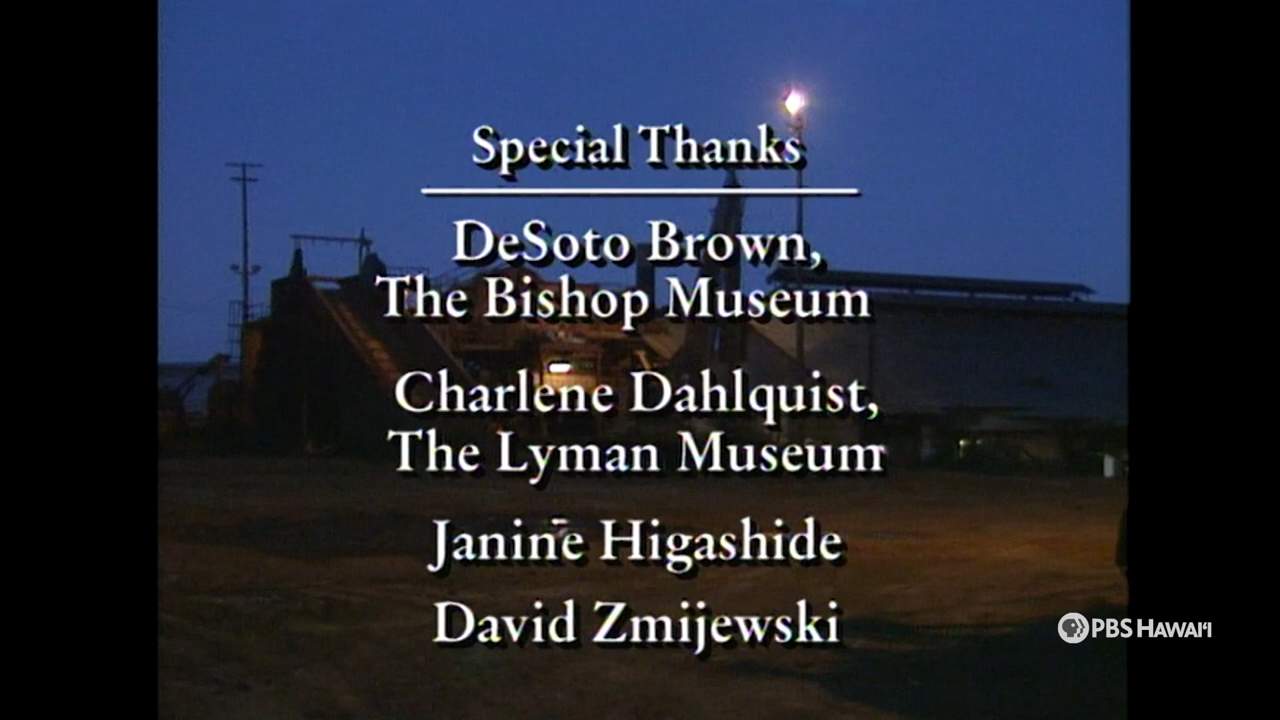 Special Thanks
DeSoto Brown,
The Bishop Museum
Charlene Dahlquist,
The Lyman Museum
Janine Higashide
David Zmijewski
PBS HAWAIʻI